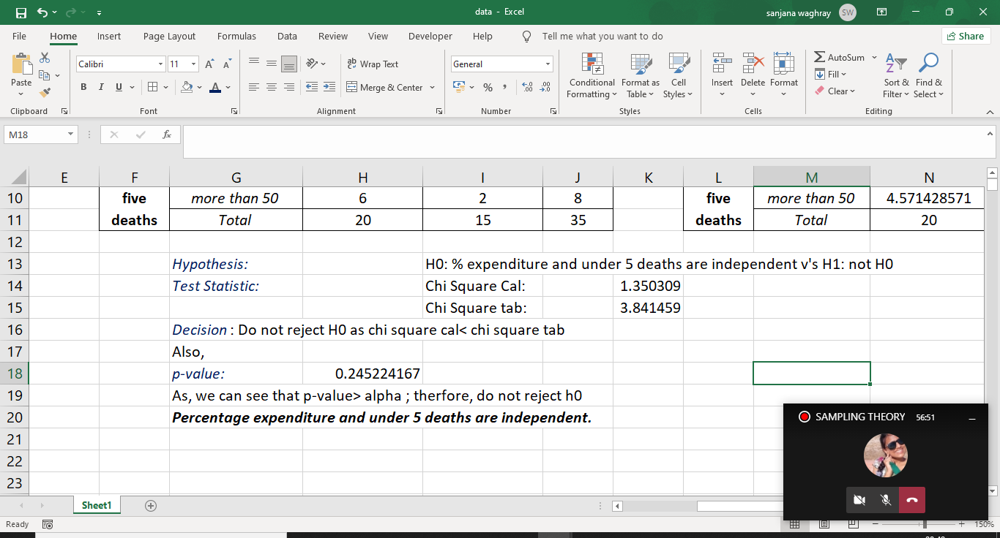 data - Excel
sanjana waghray SW
File Home Insert Page Layout Formulas Data Review View Developer Help Tell me what you want to do Share
Paste
Calibri 11
B I U
Wrap Text
Merge & Center
General
Conditional Formatting
Format as Table
Cell Styles
Insert Delete Format
AutoSum
Fill
Clear
Sort & Filter
Find & Select
Clipboard Font Alignment Number Styles Cells Editing
M18 fx
E F G H I J K L M N
10 five more than 50 6 2 8 five more than 50 4.571428571
11 deaths Total 20 15 35 deaths Total 20
12
13 Hypothesis: H0: % expenditure and under 5 deaths are independent v's H1: not H0
14 Test Statistic: Chi Square Cal: 1.350309
15 Chi Square tab: 3.841459
16 Decision : Do not reject H0 as chi square cal< chi square tab
17 Also,
18 p-value: 0.245224167
19 As, we can see that p-value> alpha ; therfore, do not reject h0
20 Percentage expenditure and under 5 deaths are independent.
21
22
23
SAMPLING THEORY 56:51
Sheet1
Ready 150%